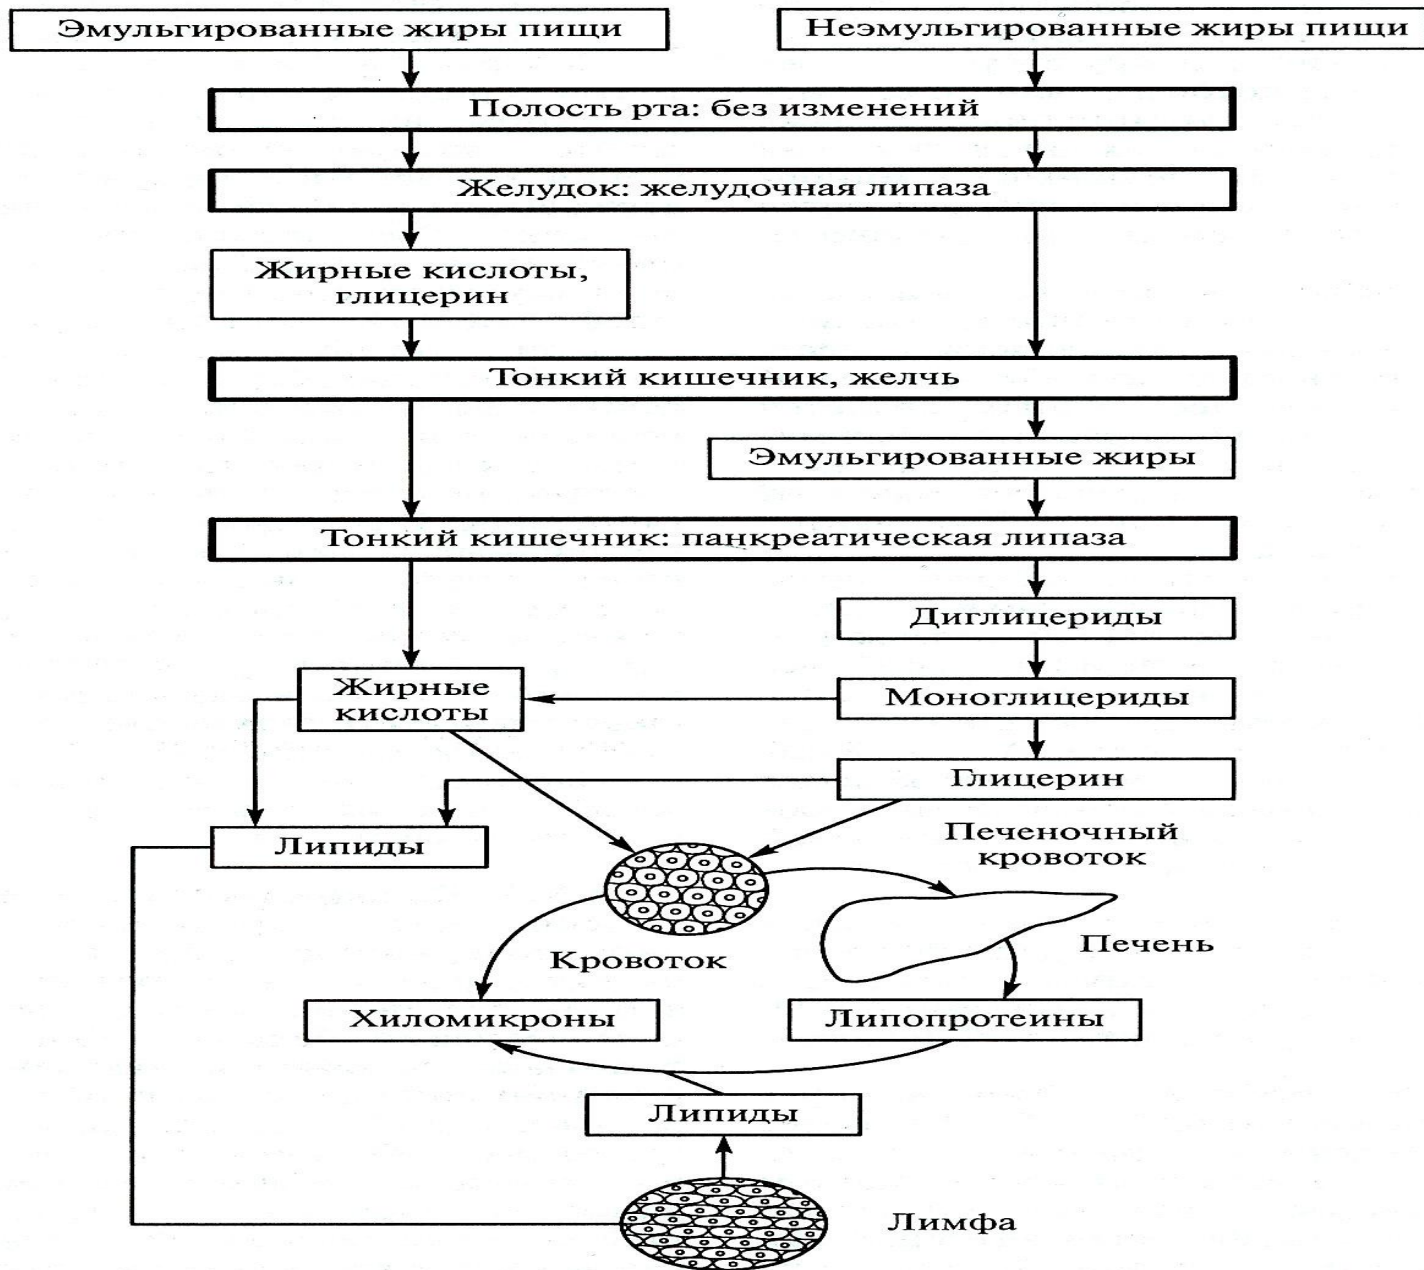 Эмульгированные жиры пищи
Неэмульгированные жиры пищи
Полость рта: без изменений
Желудок: желудочная липаза
Жирные кислоты,
глицерин
Тонкий кишечник, желчь
Эмульгированные жиры
Тонкий кишечник: панкреатическая липаза
Диглицериды
Жирные
кислоты
Моноглицериды
Глицерин
Липиды
Печеночный
кровоток
Кровоток
Печень
Хиломикроны
Липопротеины
Липиды
Лимфа